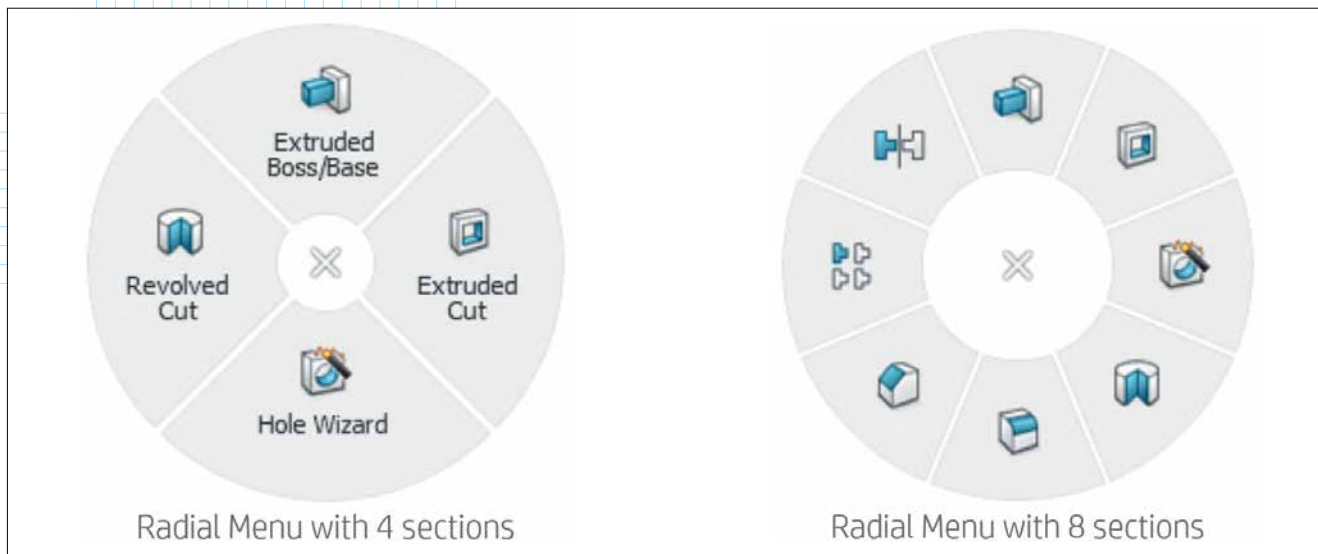 Extruded
Boss/Base
Revolved
Cut
Extruded
Cut
Hole Wizard
Radial Menu with 4 sections
Radial Menu with 8 sections